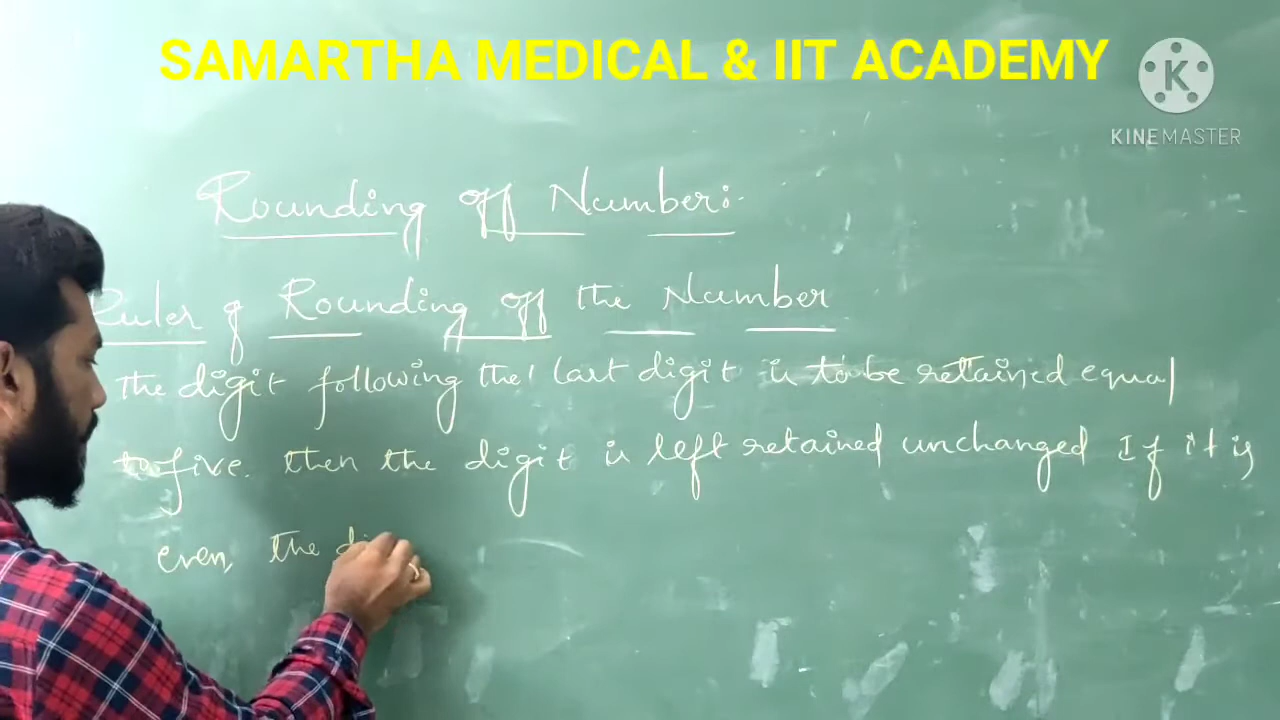 SAMARTHA MEDICAL & IIT ACADEMY
KINEMASTER
Rounding off Number:
Rules of Rounding off the Number
the digit following the last digit is to be retained equal
to five. then the digit is left retained unchanged If it is
even, the di